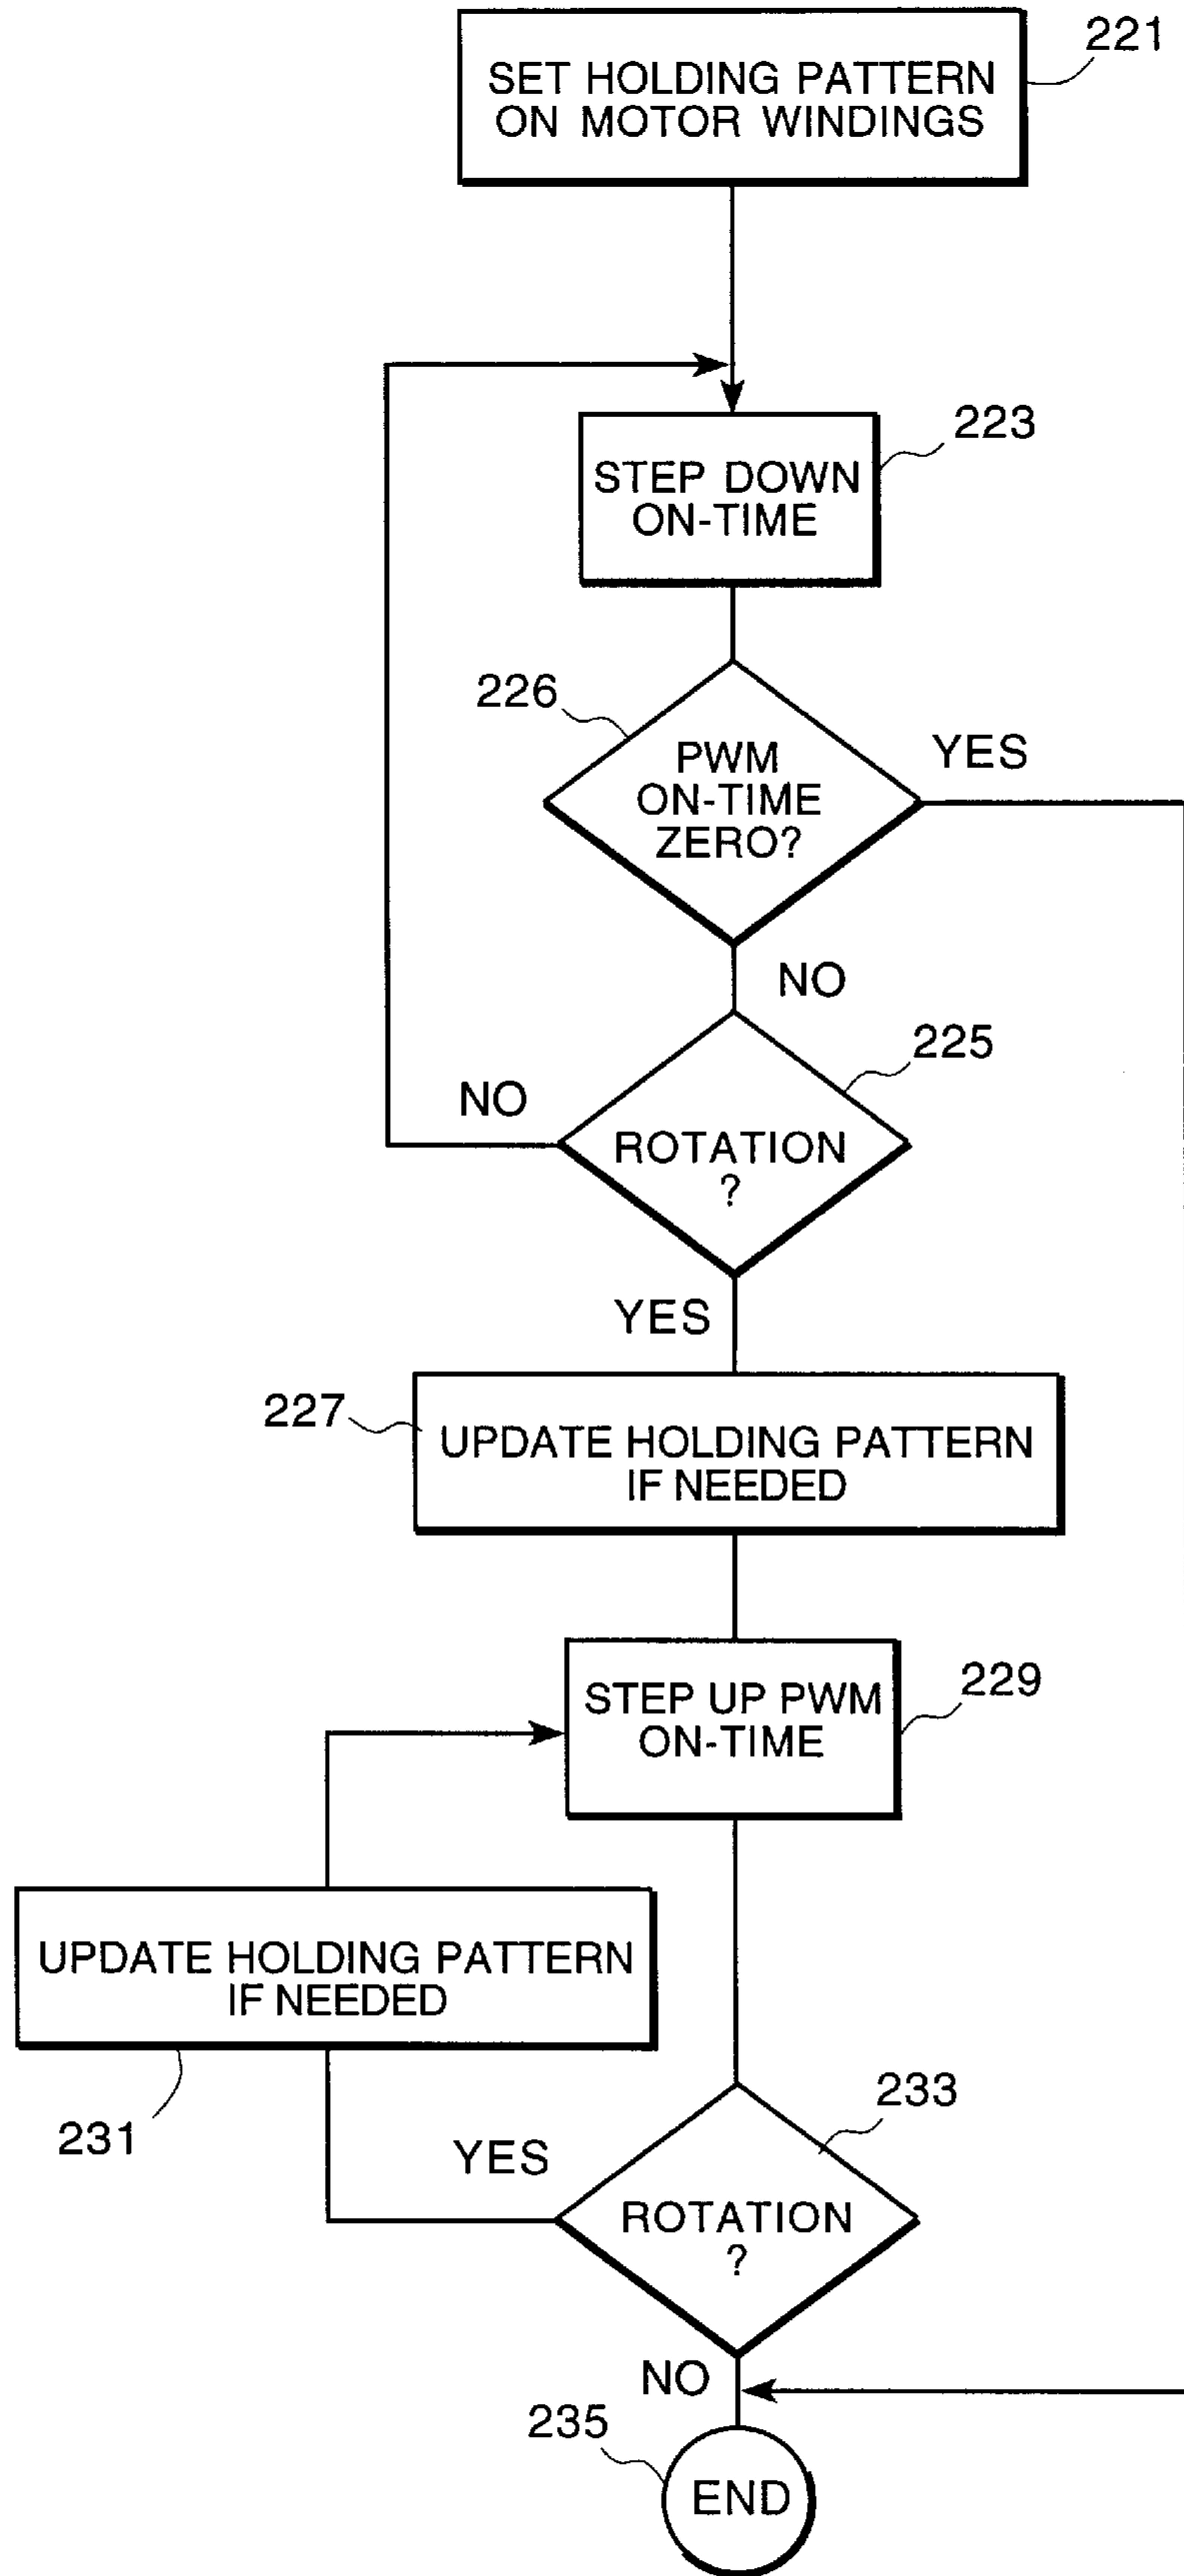 221
SET HOLDING PATTERN
ON MOTOR WINDINGS
223
STEP DOWN
ON-TIME
226
PWM
ON-TIME
ZERO?
YES
NO
225
NO
ROTATION
?
YES
227
UPDATE HOLDING PATTERN
IF NEEDED
229
STEP UP PWM
ON-TIME
UPDATE HOLDING PATTERN
IF NEEDED
231
233
YES
ROTATION
?
NO
235
END